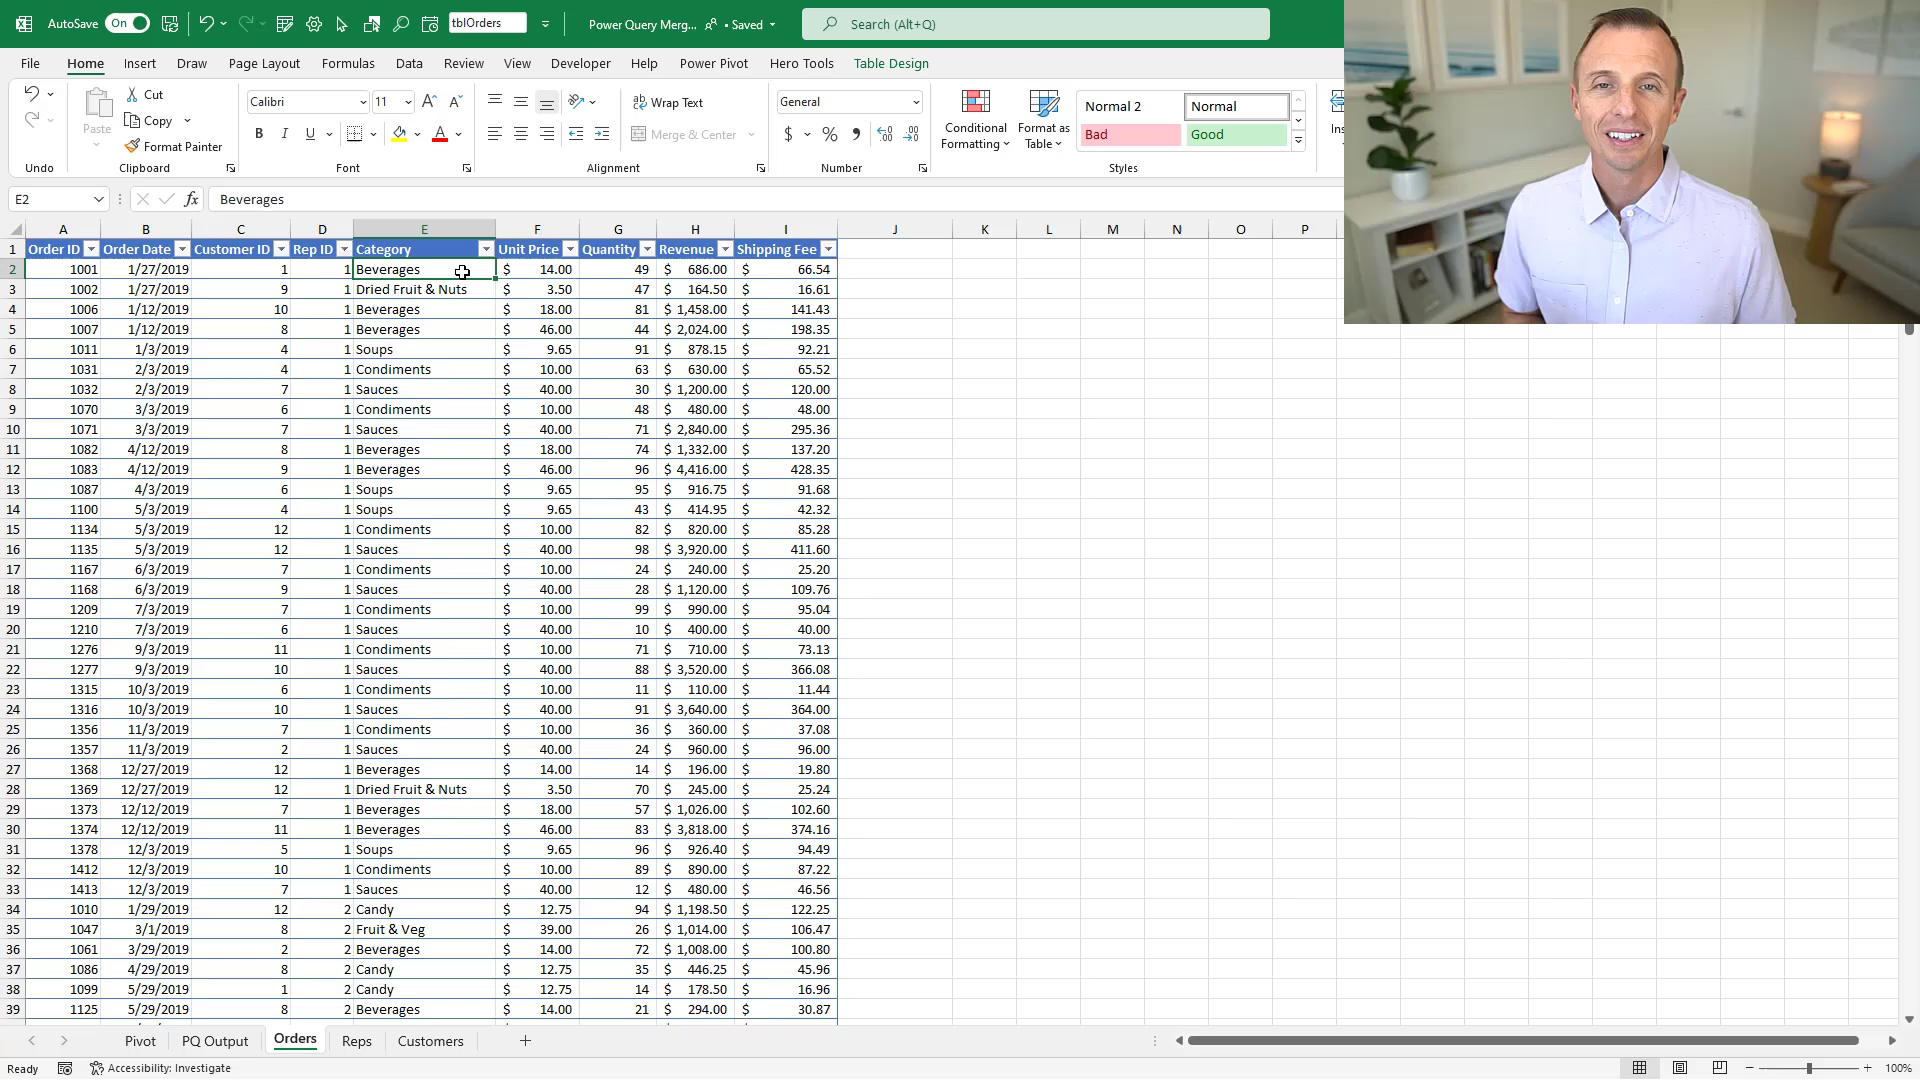 AutoSave On tblOrders Power Query Merg... • Saved Search (Alt+Q)
File Home Insert Draw Page Layout Formulas Data Review View Developer Help Power Pivot Hero Tools Table Design
Paste Cut Copy Format Painter
Calibri 11
B I U A
Wrap Text
Merge & Center
General
$ % 9
Conditional Formatting
Format as Table
Normal 2 Normal
Bad Good
Ins
Undo Clipboard Font Alignment Number Styles
E2 fx Beverages
A B C D E F G H I J K L M N O P
1 Order ID Order Date Customer ID Rep ID Category Unit Price Quantity Revenue Shipping Fee
2 1001 1/27/2019 1 1 Beverages $ 14.00 49 $ 686.00 $ 66.54
3 1002 1/27/2019 9 1 Dried Fruit & Nuts $ 3.50 47 $ 164.50 $ 16.61
4 1006 1/12/2019 10 1 Beverages $ 18.00 81 $ 1,458.00 $ 141.43
5 1007 1/12/2019 8 1 Beverages $ 46.00 44 $ 2,024.00 $ 198.35
6 1011 1/3/2019 4 1 Soups $ 9.65 91 $ 878.15 $ 92.21
7 1031 2/3/2019 4 1 Condiments $ 10.00 63 $ 630.00 $ 65.52
8 1032 2/3/2019 7 1 Sauces $ 40.00 30 $ 1,200.00 $ 120.00
9 1070 3/3/2019 6 1 Condiments $ 10.00 48 $ 480.00 $ 48.00
10 1071 3/3/2019 7 1 Sauces $ 40.00 71 $ 2,840.00 $ 295.36
11 1082 4/12/2019 8 1 Beverages $ 18.00 74 $ 1,332.00 $ 137.20
12 1083 4/12/2019 9 1 Beverages $ 46.00 96 $ 4,416.00 $ 428.35
13 1087 4/3/2019 6 1 Soups $ 9.65 95 $ 916.75 $ 91.68
14 1100 5/3/2019 4 1 Soups $ 9.65 43 $ 414.95 $ 42.32
15 1134 5/3/2019 12 1 Condiments $ 10.00 82 $ 820.00 $ 85.28
16 1135 5/3/2019 12 1 Sauces $ 40.00 98 $ 3,920.00 $ 411.60
17 1167 6/3/2019 7 1 Condiments $ 10.00 24 $ 240.00 $ 25.20
18 1168 6/3/2019 9 1 Sauces $ 40.00 28 $ 1,120.00 $ 109.76
19 1209 7/3/2019 7 1 Condiments $ 10.00 99 $ 990.00 $ 95.04
20 1210 7/3/2019 6 1 Sauces $ 40.00 10 $ 400.00 $ 40.00
21 1276 9/3/2019 11 1 Condiments $ 10.00 71 $ 710.00 $ 73.13
22 1277 9/3/2019 10 1 Sauces $ 40.00 88 $ 3,520.00 $ 366.08
23 1315 10/3/2019 6 1 Condiments $ 10.00 11 $ 110.00 $ 11.44
24 1316 10/3/2019 10 1 Sauces $ 40.00 91 $ 3,640.00 $ 364.00
25 1356 11/3/2019 7 1 Condiments $ 10.00 36 $ 360.00 $ 37.08
26 1357 11/3/2019 2 1 Sauces $ 40.00 24 $ 960.00 $ 96.00
27 1368 12/27/2019 12 1 Beverages $ 14.00 14 $ 196.00 $ 19.80
28 1369 12/27/2019 12 1 Dried Fruit & Nuts $ 3.50 70 $ 245.00 $ 25.24
29 1373 12/12/2019 7 1 Beverages $ 18.00 57 $ 1,026.00 $ 102.60
30 1374 12/12/2019 11 1 Beverages $ 46.00 83 $ 3,818.00 $ 374.16
31 1378 12/3/2019 5 1 Soups $ 9.65 96 $ 926.40 $ 94.49
32 1412 12/3/2019 10 1 Condiments $ 10.00 89 $ 890.00 $ 87.22
33 1413 12/3/2019 7 1 Sauces $ 40.00 12 $ 480.00 $ 46.56
34 1010 1/29/2019 12 2 Candy $ 12.75 94 $ 1,198.50 $ 122.25
35 1047 3/1/2019 8 2 Fruit & Veg $ 39.00 26 $ 1,014.00 $ 106.47
36 1061 3/29/2019 2 2 Beverages $ 14.00 72 $ 1,008.00 $ 100.80
37 1086 4/29/2019 8 2 Candy $ 12.75 35 $ 446.25 $ 45.96
38 1099 5/29/2019 1 2 Candy $ 12.75 14 $ 178.50 $ 16.96
39 1125 5/29/2019 8 2 Beverages $ 14.00 21 $ 294.00 $ 30.87
Pivot PQ Output Orders Reps Customers
Ready Accessibility: Investigate 100%